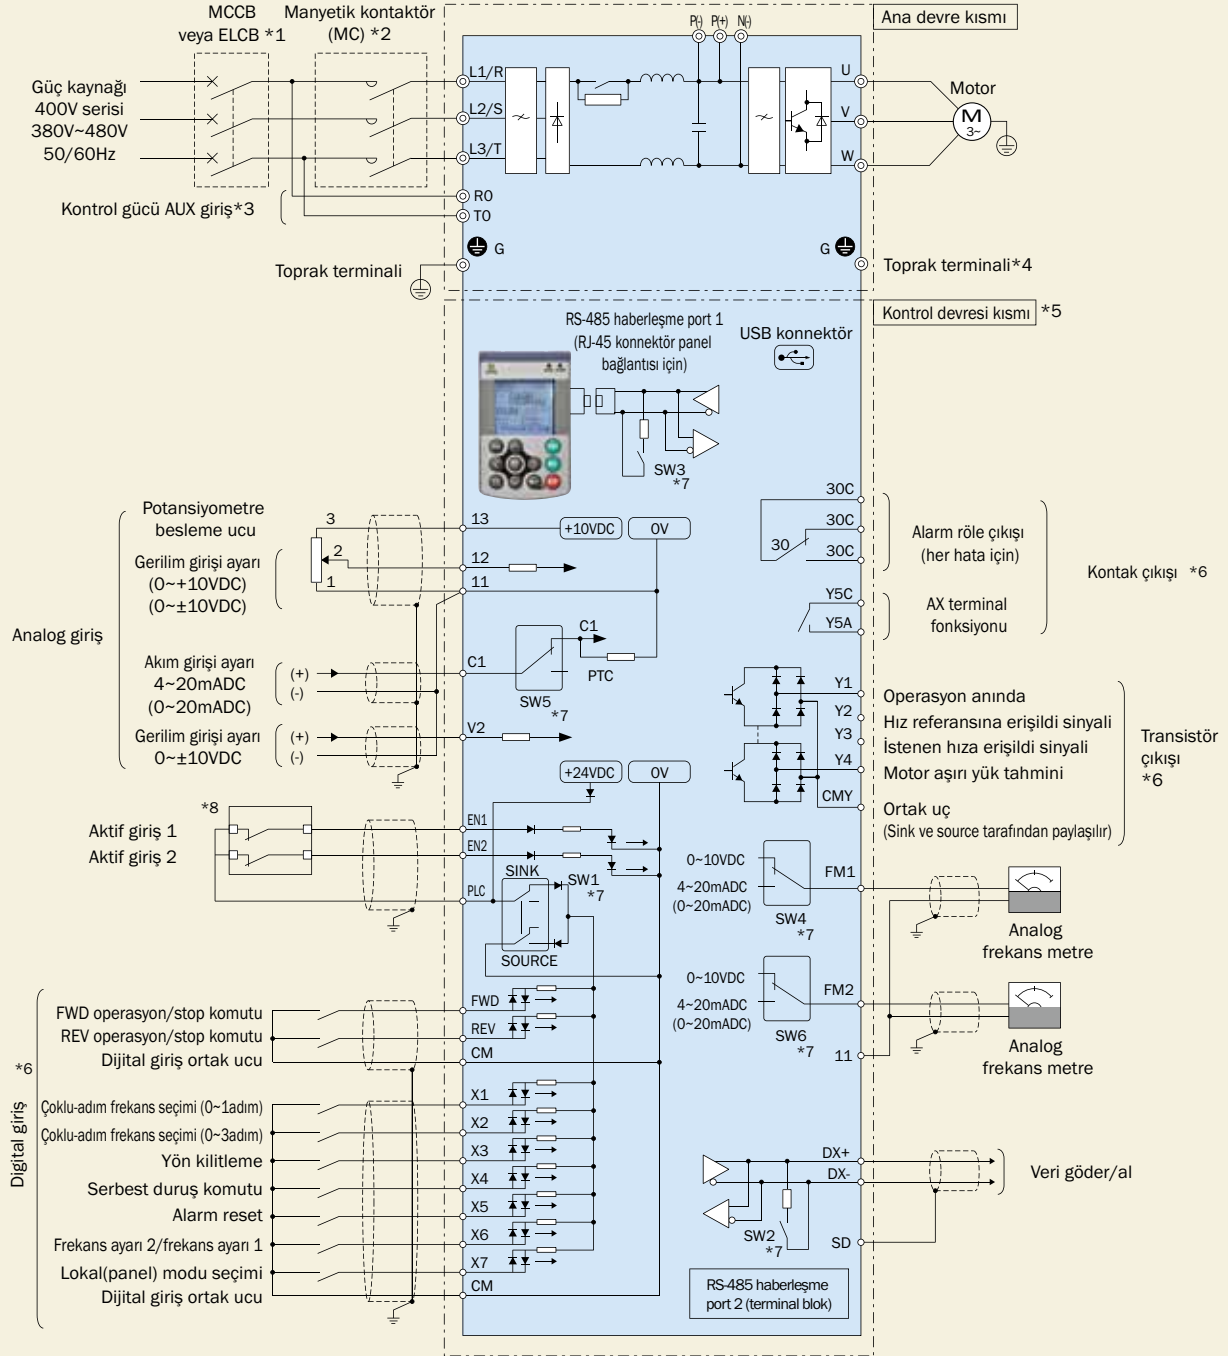 MCCB
veya ELCB *1
Manyetik kontaktör
(MC) *2
P(-)
P(+)
N(-)
Ana devre kısmı
Güç kaynağı
400V serisi
380V~480V
50/60Hz
L1/R
L2/S
L3/T
U
V
W
Motor
M
3~
R0
T0
Kontrol gücü AUX giriş*3
G
G
Toprak terminali
Toprak terminali*4
Kontrol devresi kısmı
*5
RS-485 haberleşme port 1
(RJ-45 konnektör panel
bağlantısı için)
USB konnektör
SW3
*7
Potansiyometre
besleme ucu
Gerilim girişi ayarı
(0~+10VDC)
(0~±10VDC)
3
2
1
13
12
11
+10VDC
0V
Analog giriş
Akım girişi ayarı
4~20mADC
(0~20mADC)
(+)
(-)
C1
C1
PTC
SW5
*7
Gerilim girişi ayarı
0~±10VDC
(+)
(-)
V2
30C
30C
30C
30
Alarm röle çıkışı
(her hata için)
Kontak çıkışı *6
Y5C
Y5A
AX terminal
fonksiyonu
Y1
Y2
Y3
Y4
CMY
Operasyon anında
Hız referansına erişildi sinyali
İstenen hıza erişildi sinyali
Motor aşırı yük tahmini
Ortak uç
(Sink ve source tarafından paylaşılır)
Transistör
çıkışı
*6
+24VDC
0V
*8
Aktif giriş 1
Aktif giriş 2
EN1
EN2
PLC
SINK
SW1
*7
SOURCE
0~10VDC
4~20mADC
(0~20mADC)
SW4
*7
FM1
Analog
frekans metre
0~10VDC
4~20mADC
(0~20mADC)
SW6
*7
FM2
11
Analog
frekans metre
*6
Digital giriş
FWD operasyon/stop komutu
REV operasyon/stop komutu
Dijital giriş ortak ucu
FWD
REV
CM
Çoklu-adım frekans seçimi (0~1adım)
Çoklu-adım frekans seçimi (0~3adım)
Yön kilitleme
Serbest duruş komutu
Alarm reset
Frekans ayarı 2/frekans ayarı 1
Lokal(panel) modu seçimi
Dijital giriş ortak ucu
X1
X2
X3
X4
X5
X6
X7
CM
DX+
DX-
SD
SW2
*7
Veri göder/al
RS-485 haberleşme
port 2 (terminal blok)